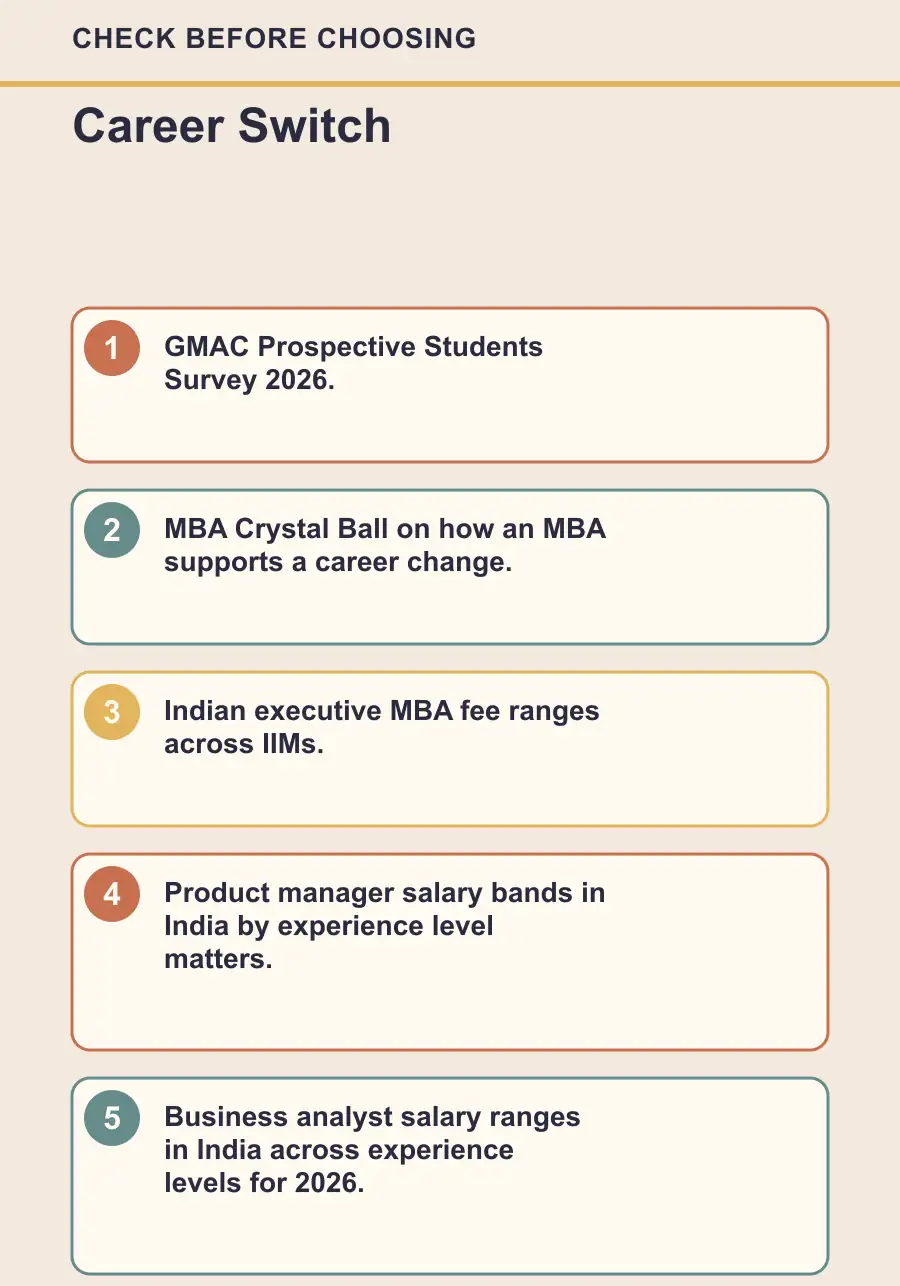 CHECK BEFORE CHOOSING
Career Switch
1
GMAC Prospective Students
Survey 2026.
2
MBA Crystal Ball on how an MBA
supports a career change.
3
Indian executive MBA fee ranges
across IIMs.
4
Product manager salary bands in
India by experience level
matters.
5
Business analyst salary ranges
in India across experience
levels for 2026.